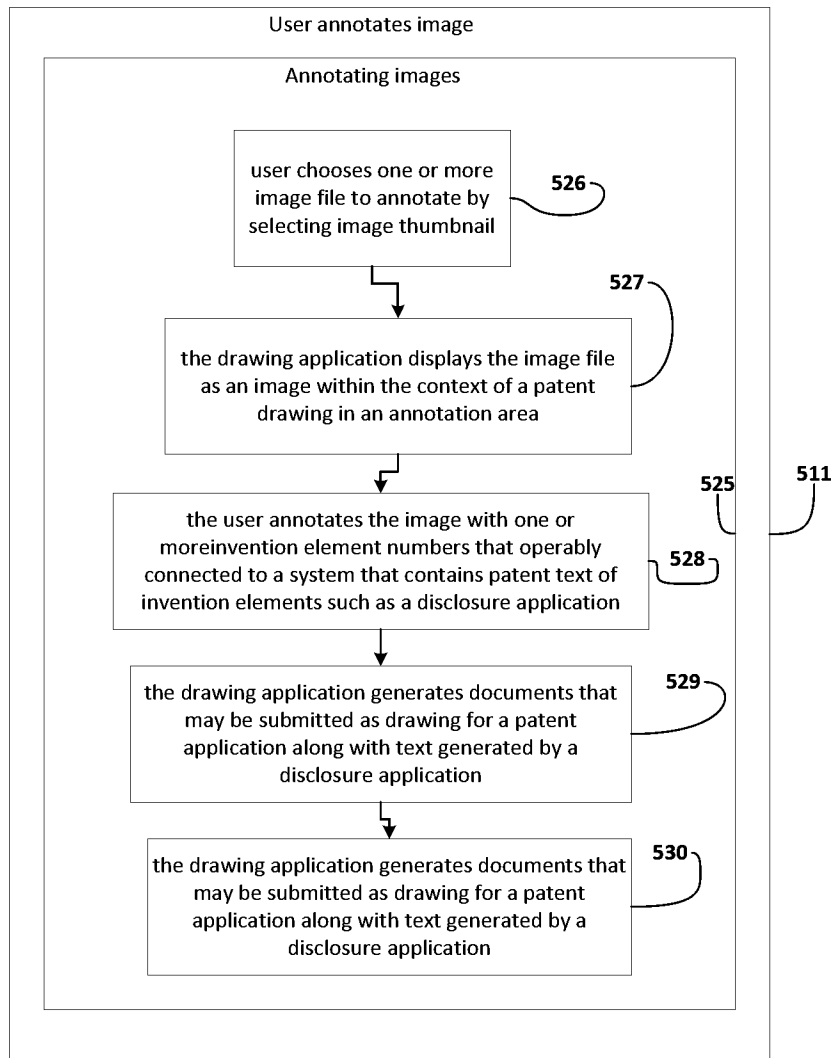 User annotates image
Annotating images
user chooses one or more
image file to annotate by
selecting image thumbnail
526
527
the drawing application displays the image file
as an image within the context of a patent
drawing in an annotation area
525
511
the user annotates the image with one or
moreinvention element numbers that operably
connected to a system that contains patent text of
invention elements such as a disclosure application
528
the drawing application generates documents that
may be submitted as drawing for a patent
application along with text generated by a
disclosure application
529
the drawing application generates documents that
may be submitted as drawing for a patent
application along with text generated by a
disclosure application
530